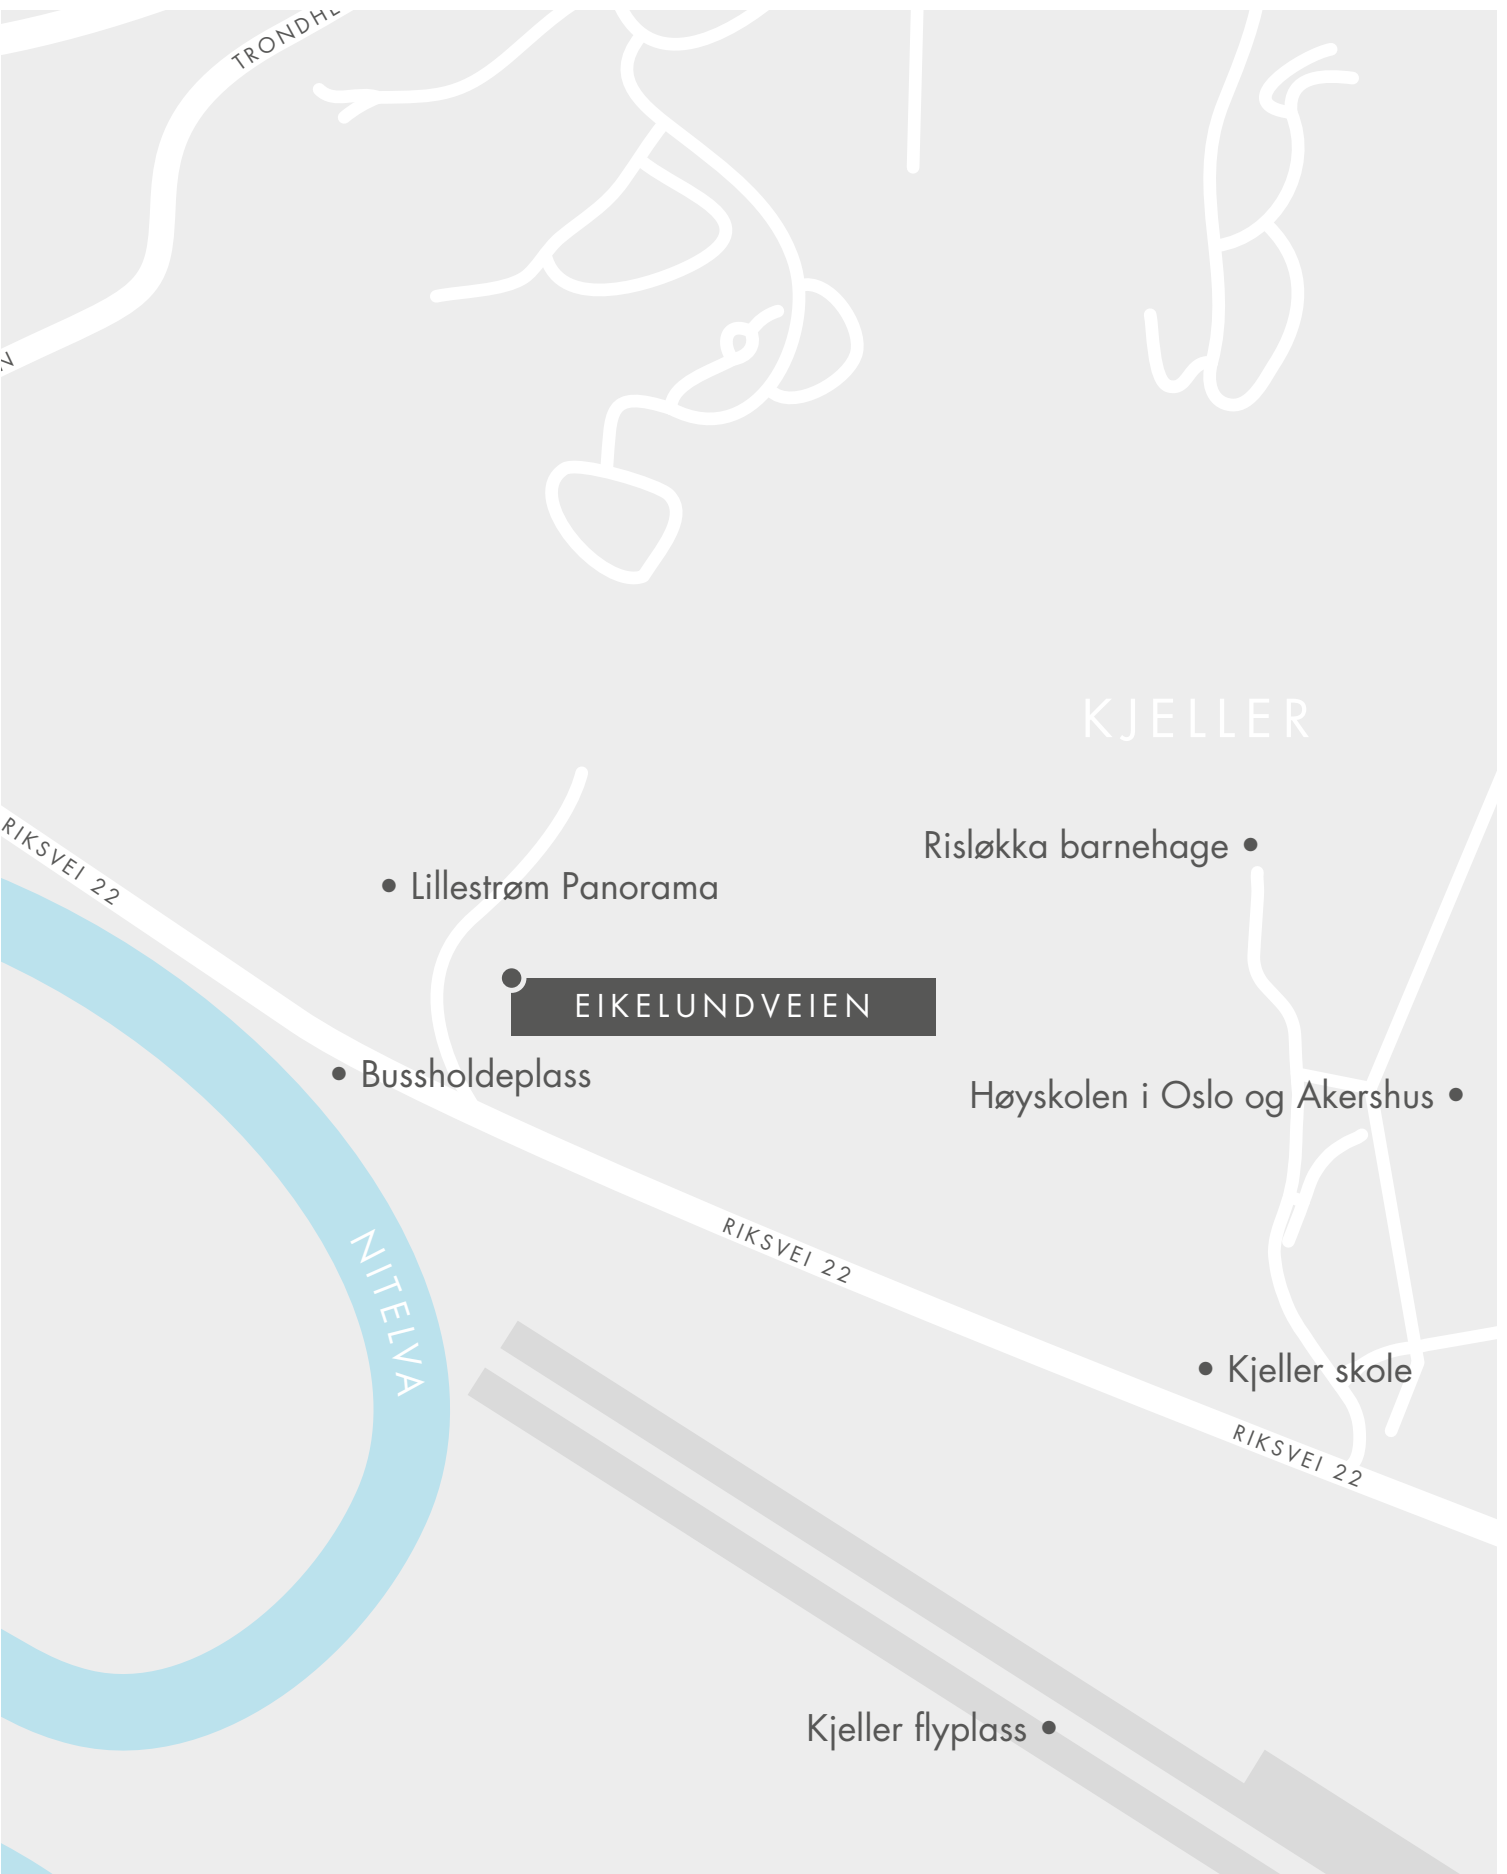 TRONDHE
N
KJELLER
RIKSVEI 22
Risløkka barnehage
Lillestrøm Panorama
EIKELUNDVEIEN
Bussholdeplass
Høyskolen i Oslo og Akershus
NITELVA
RIKSVEI 22
Kjeller skole
RIKSVEI 22
Kjeller flyplass